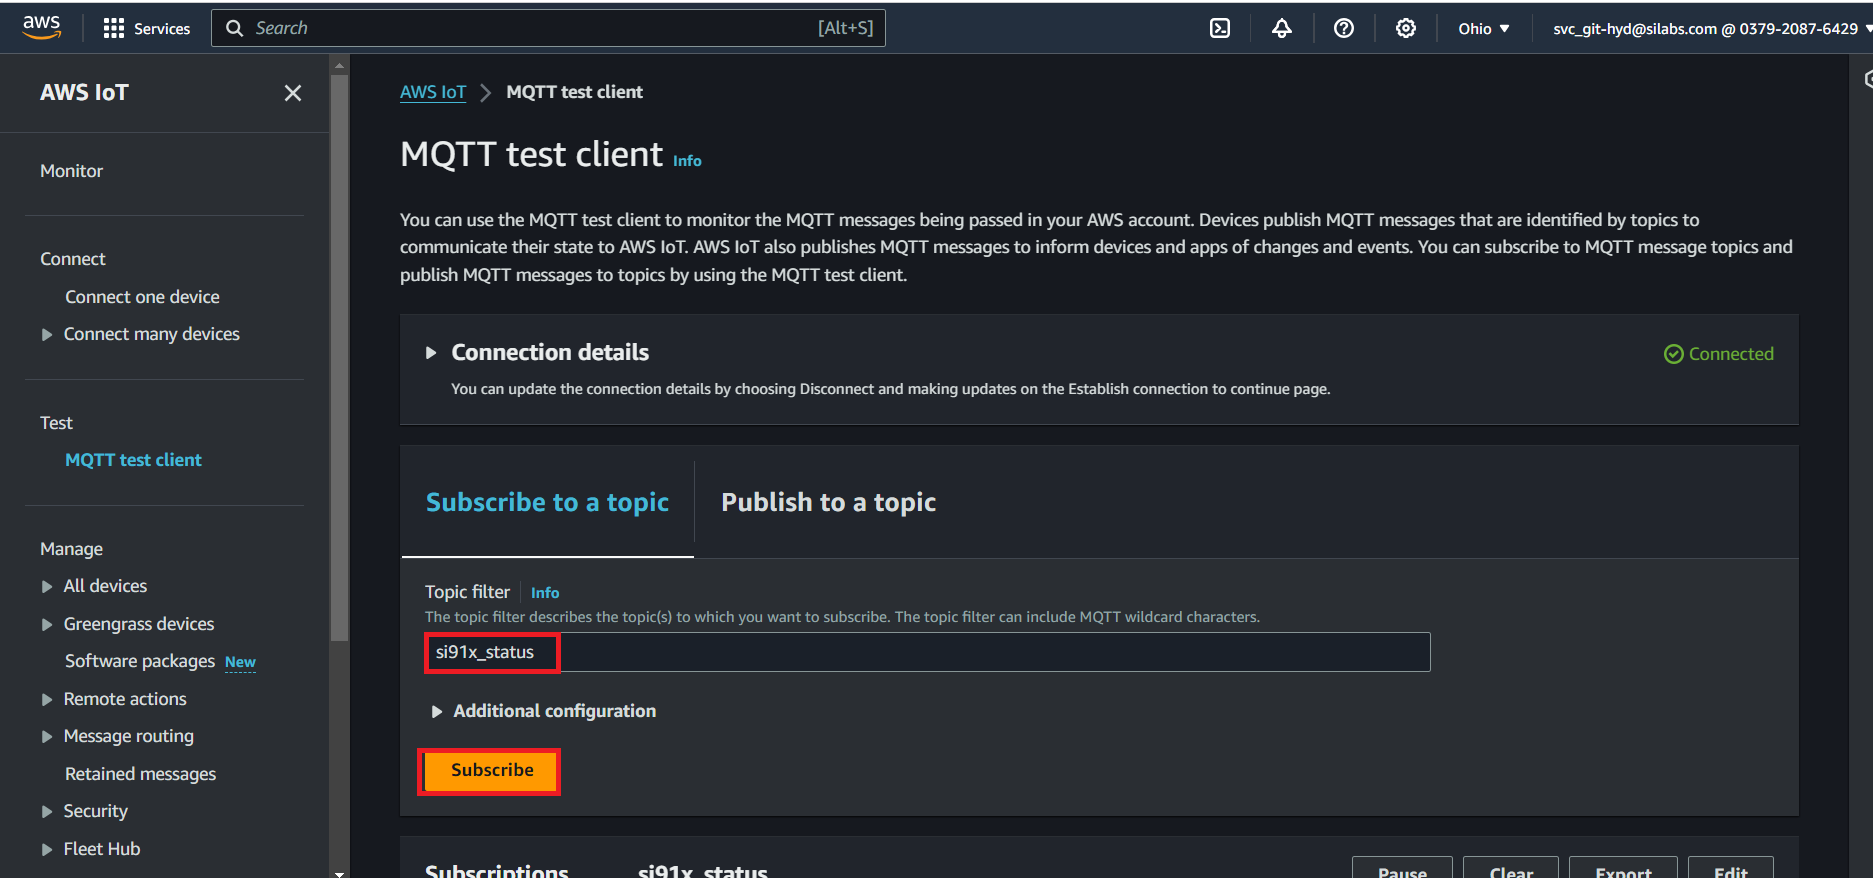 aws
Services
Search
[Alt+S]
Ohio
svc_git-hyd@silabs.com @ 0379-2087-6429
AWS IoT
Monitor
Connect
Connect one device
Connect many devices
Test
MQTT test client
Manage
All devices
Greengrass devices
Software packages New
Remote actions
Message routing
Retained messages
Security
Fleet Hub
AWS IoT > MQTT test client
MQTT test client Info
You can use the MQTT test client to monitor the MQTT messages being passed in your AWS account. Devices publish MQTT messages that are identified by topics to
communicate their state to AWS IoT. AWS IoT also publishes MQTT messages to inform devices and apps of changes and events. You can subscribe to MQTT message topics and
publish MQTT messages to topics by using the MQTT test client.
Connection details
Connected
You can update the connection details by choosing Disconnect and making updates on the Establish connection to continue page.
Subscribe to a topic
Publish to a topic
Topic filter Info
The topic filter describes the topic(s) to which you want to subscribe. The topic filter can include MQTT wildcard characters.
si91x_status
Additional configuration
Subscribe
Subscriptions
si91x_status
Pause
Clear
Export
Edit